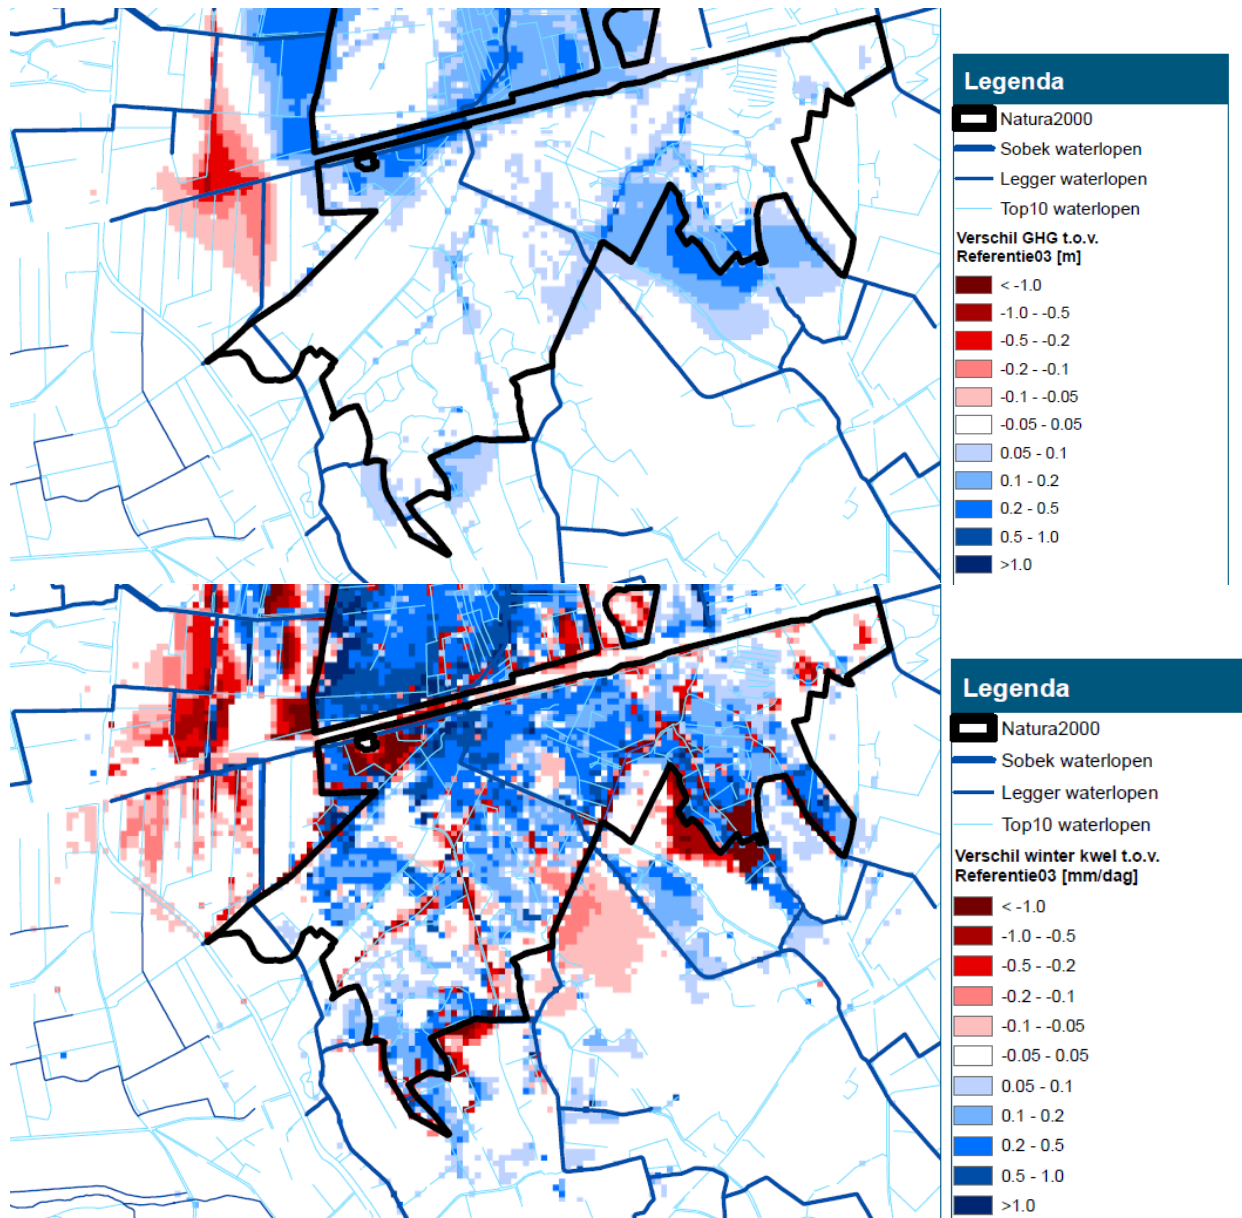 Legenda
Natura2000
Sobek waterlopen
Legger waterlopen
Top10 waterlopen
Verschil GHG t.o.v.
Referentie03 [m]
< -1.0
-1.0 - -0.5
-0.5 - -0.2
-0.2 - -0.1
-0.1 - -0.05
-0.05 - 0.05
0.05 - 0.1
0.1 - 0.2
0.2 - 0.5
0.5 - 1.0
>1.0
Legenda
Natura2000
Sobek waterlopen
Legger waterlopen
Top10 waterlopen
Verschil winter kwel t.o.v.
Referentie03 [mm/dag]
< -1.0
-1.0 - -0.5
-0.5 - -0.2
-0.2 - -0.1
-0.1 - -0.05
-0.05 - 0.05
0.05 - 0.1
0.1 - 0.2
0.2 - 0.5
0.5 - 1.0
>1.0